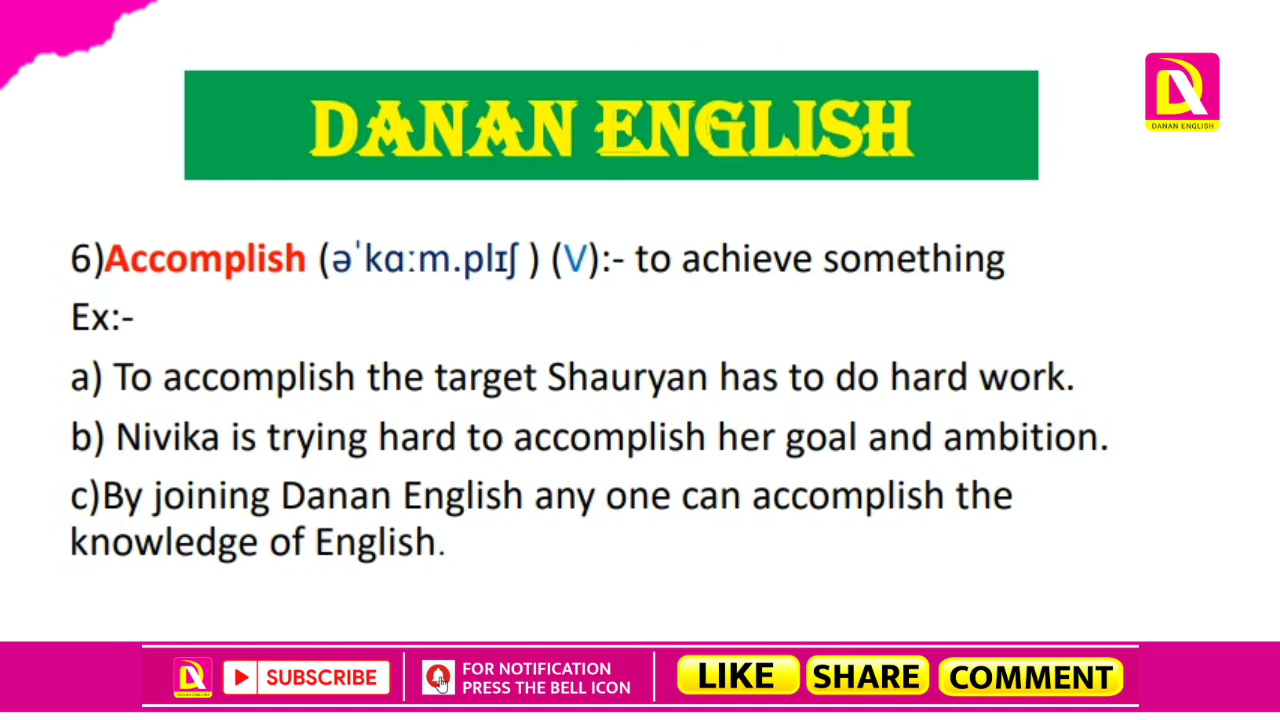 DANAN ENGLISH
DANAN ENGLISH
6)Accomplish (əˈkɑːm.plɪʃ ) (V):- to achieve something
Ex:-
a) To accomplish the target Shauryan has to do hard work.
b) Nivika is trying hard to accomplish her goal and ambition.
c)By joining Danan English any one can accomplish the
knowledge of English.
SUBSCRIBE
FOR NOTIFICATION
PRESS THE BELL ICON
LIKE SHARE COMMENT